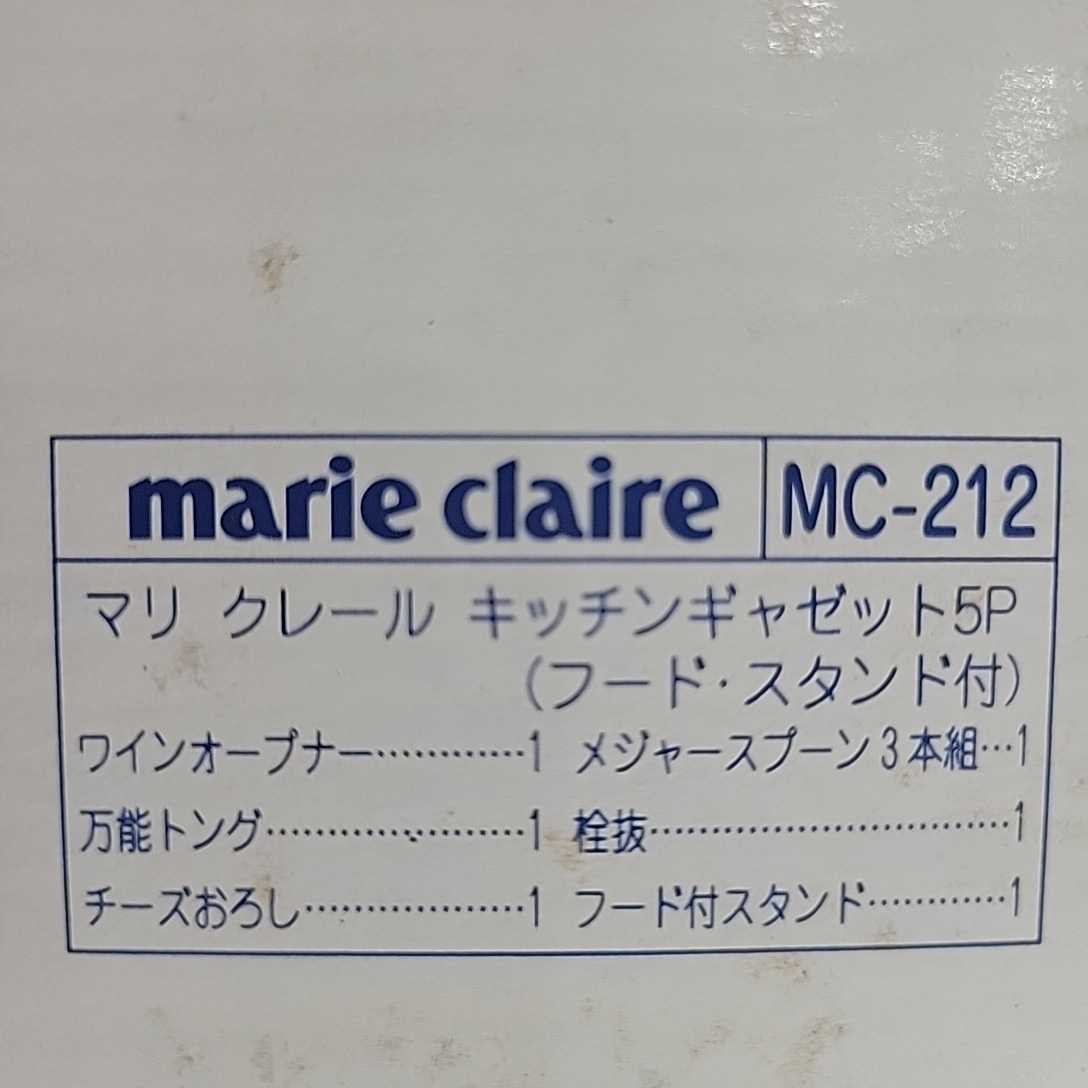 marie claire MC-212
マリ クレール キッチンギャゼット5P
(フード・スタンド付)
ワインオープナー…………1 メジャースプーン3本組…1
万能トング…………………1 栓抜……………………………1
チーズおろし………………1 フード付スタンド…………1